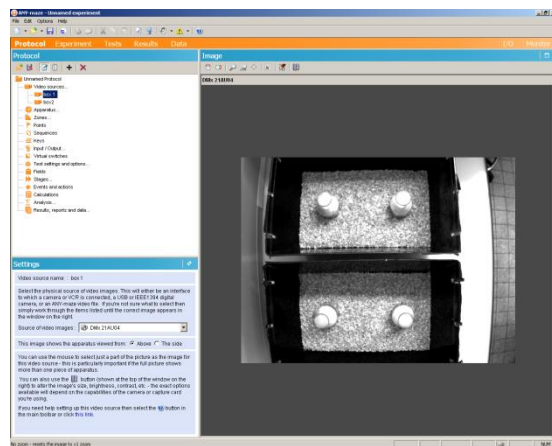 ANY-maze - Unnamed experiment
File Edit Options Help
Protocol Experiment Tests Results Data
I/O
Protocol
Image
DMx 21AU04
Unnamed Protocol
Video sources...
box 1
box2
Apparatus...
Zones...
Points
Sequences
Keys
Input / Output...
Virtual switches
Test settings and options...
Fields
Stages...
Events and actions
Calculations
Analysis...
Results, reports and data...
Settings
Video source name : box 1
Select the physical source of video images. This will either be an interface
to which a camera or VCR is connected, a USB or IEEE1394 digital
camera, or an ANY-maze video file. If you're not sure what to select then
simply work through the items listed until the correct image appears in
the window on the right.
Source of video images : DMx 21AU04
This image shows the apparatus viewed from: Above The side
You can use the mouse to select just a part of the picture as the image for
this video source - this is particularly important if the full picture shows
more than one piece of apparatus.
You can also use the button (shown at the top of the window on the
right) to alter the image's size, brightness, contrast, etc. - the exact options
available will depend on the capabilities of the camera or capture card
you're using.
If you need help setting up this video source then select the button in
the main toolbar or click this link.